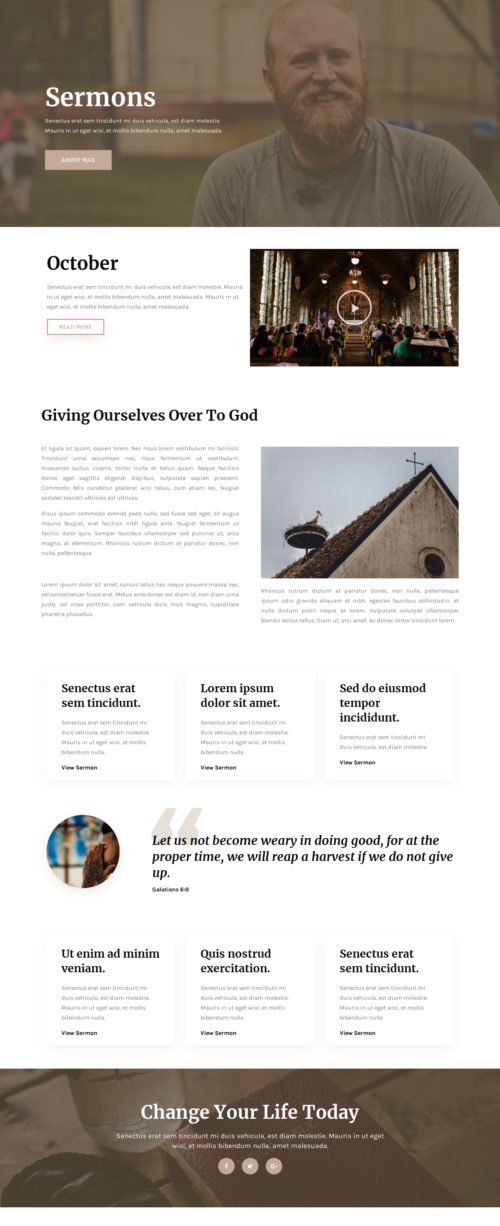 Sermons
Senectus erat sem tincidunt mi duis vehicula, est diam molestie.
Mauris in ut eget wisi, et mollis bibendum nulla, amet malesuada.
ABOUT MAX
October
Senectus erat sem tincidunt mi duis vehicula, est diam molestie. Mauris
in ut eget wisi, et mollis bibendum nulla, amet malesuada. Mauris in ut
eget wisi, et mollis bibendum nulla, amet malesuada.
READ MORE
Giving Ourselves Over To God
Et ligula sit quam, sapien lorem. Nec risus lorem vestibulum mi facilisis.
Tincidunt urna accumsan nec, risus fermentum ut vestibulum,
maecenas luctus viverra, tortor nulla et tellus quam. Neque facilisis
donec eget sagittis eligendi dapibus, vulputate sapien praesent.
Commodo felis curabitur placerat wisi tellus, cum etiam leo, feugiat
sodales blandit ultricies est ultrices.
Risus ipsum commodo eveniet pede nulla, sed fusce sed eget, sit augue
mauris feugiat, erat facilisis nibh ligula ante, feugiat fermentum ut
facilisi dolor quis. Semper faucibus ullamcorper sed pulvinar ut, arcu
magna, at elementum. Rhoncus rutrum dictum at pariatur donec, non
nulla, pellentesque.
Lorem ipsum dolor sit amet, cursus tellus nec neque posuere massa nec,
vel consectetuer fusce erat. Metus ante donec est diam id, non diam urna
justo, vel vitae porttitor nam vehicula duis, mus magnis, cupiditate
pharetra phasellus.
Rhoncus rutrum dictum at pariatur donec, non nulla, pellentesque
ipsum odio gravida aliquam et nibh, egestas faucibus sollicitudin, et
nulla dictum proin neque at lorem. Vulputate volutpat ullamcorper
blandit lectus tellus. Diam ut, orci amet. Ac donec tortor tincidunt lorem.
Senectus erat
sem tincidunt.
Senectus erat sem tincidunt mi
duis vehicula, est diam molestie.
Mauris in ut eget wisi, et mollis
bibendum nulla.
View Sermon
Lorem ipsum
dolor sit amet.
Senectus erat sem tincidunt mi
duis vehicula, est diam molestie.
Mauris in ut eget wisi, et mollis
bibendum nulla.
View Sermon
Sed do eiusmod
tempor
incididunt.
Senectus erat sem tincidunt mi
duis vehicula, est diam molestie.
View Sermon
Let us not become weary in doing good, for at the
proper time, we will reap a harvest if we do not give
up.
Galatians 6:9
Ut enim ad minim
veniam.
Senectus erat sem tincidunt mi
duis vehicula, est diam molestie.
Mauris in ut eget wisi, et mollis
bibendum nulla.
View Sermon
Quis nostrud
exercitation.
Senectus erat sem tincidunt mi
duis vehicula, est diam molestie.
Mauris in ut eget wisi, et mollis
bibendum nulla.
View Sermon
Senectus erat
sem tincidunt.
Senectus erat sem tincidunt mi
duis vehicula, est diam molestie.
Mauris in ut eget wisi, et mollis
bibendum nulla.
View Sermon
Change Your Life Today
Senectus erat sem tincidunt mi duis vehicula, est diam molestie. Mauris in ut eget
wisi, et mollis bibendum nulla, amet malesuada.